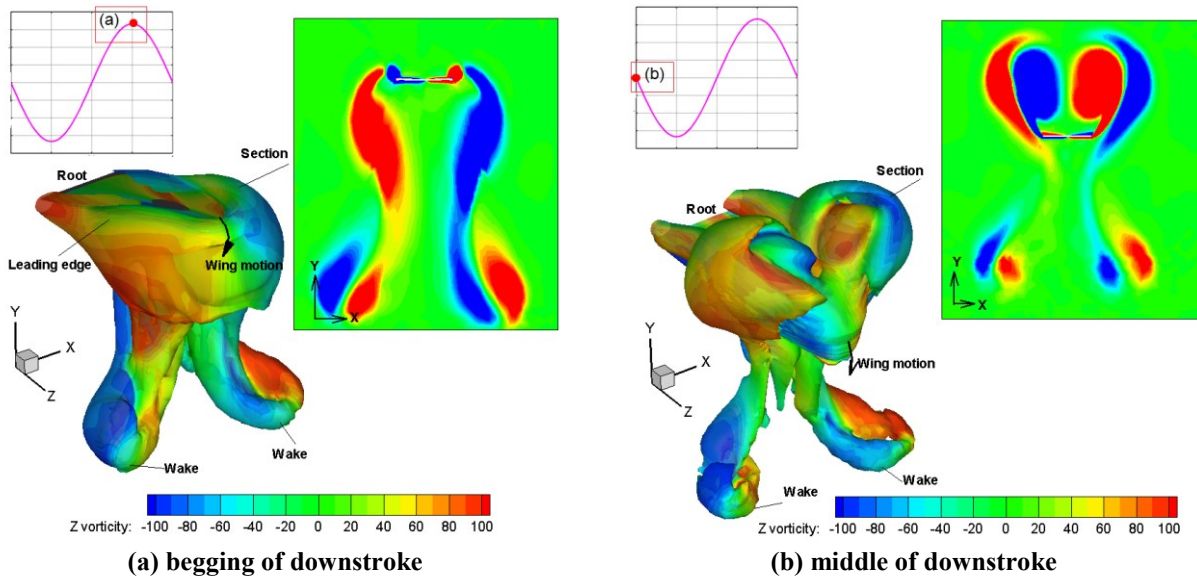 (a)
Section
Root
Leading edge
Wing motion
Y
X
Y
X
Z
Wake
Wake
Z vorticity: -100 -80 -60 -40 -20 0 20 40 60 80 100
(a) begging of downstroke
(b)
Section
Root
Y
X
Wing motion
Y
X
Z
Wake
Wake
Z vorticity: -100 -80 -60 -40 -20 0 20 40 60 80 100
(b) middle of downstroke